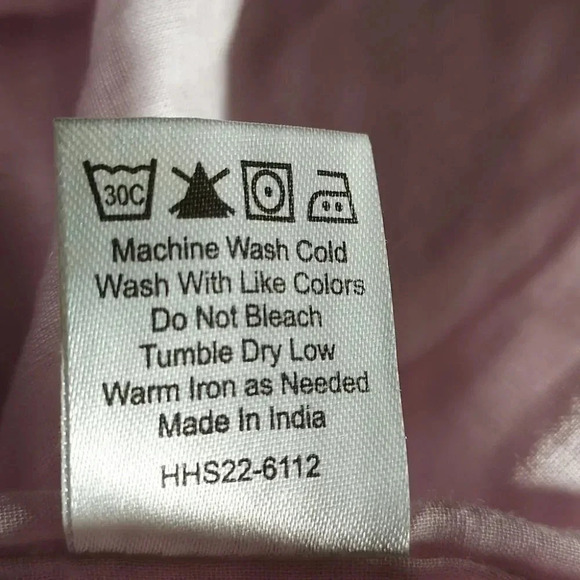 30C
Machine Wash Cold
Wash With Like Colors
Do Not Bleach
Tumble Dry Low
Warm Iron as Needed
Made In India
HHS22-6112